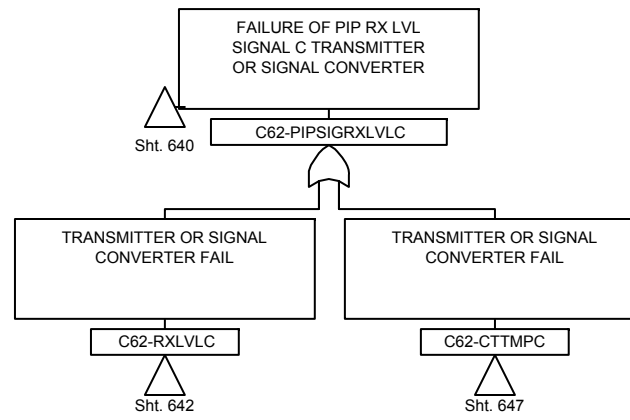 FAILURE OF PIP RX LVL
SIGNAL C TRANSMITTER
OR SIGNAL CONVERTER
Sht. 640
C62-PIPSIGRXLVLC
TRANSMITTER OR SIGNAL
CONVERTER FAIL
C62-RXLVLC
Sht. 642
TRANSMITTER OR SIGNAL
CONVERTER FAIL
C62-CTTMPC
Sht. 647